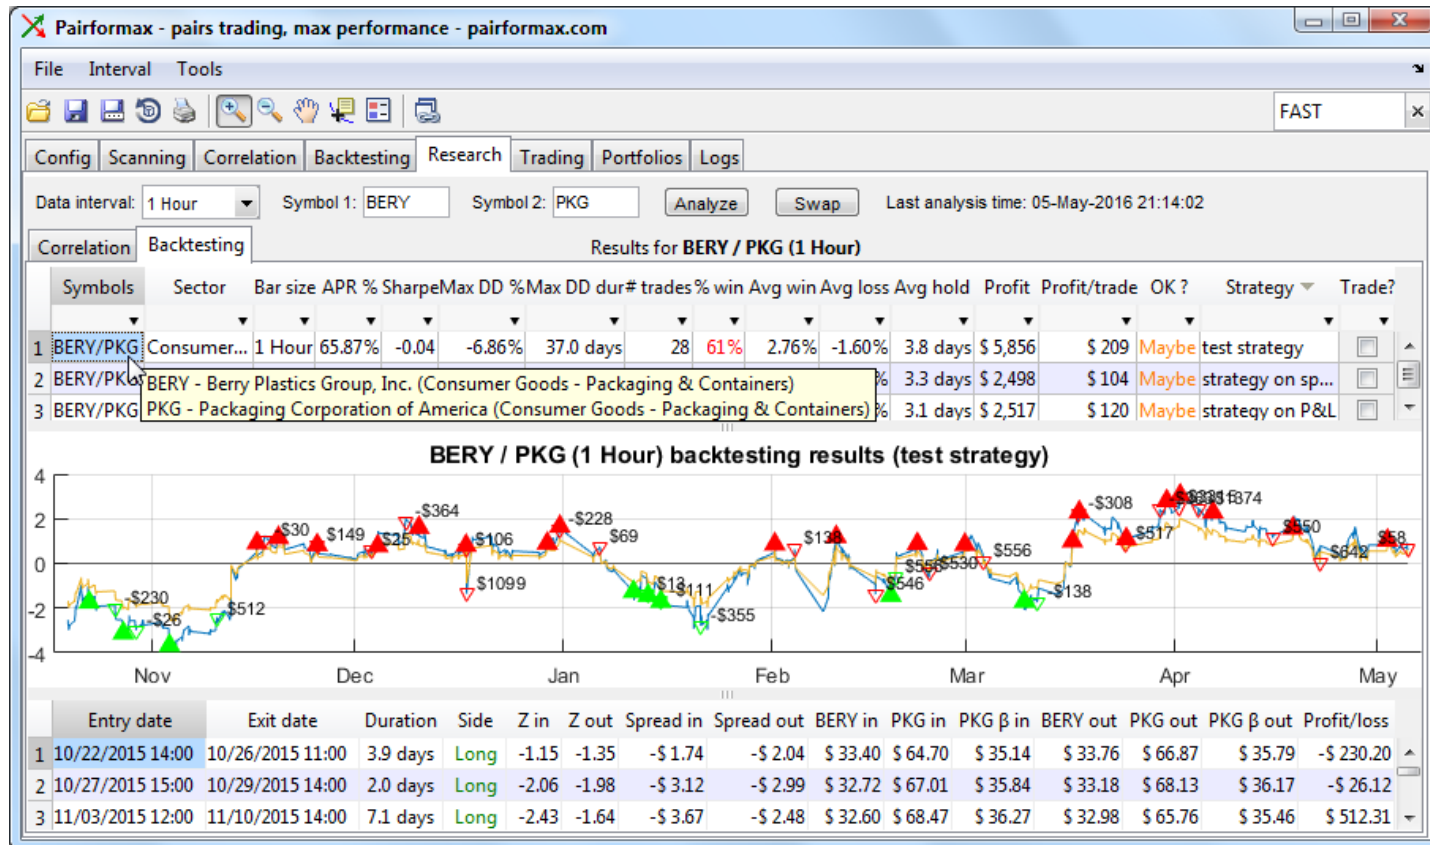 Pairformax - pairs trading, max performance - pairformax.com
File Interval Tools
FAST
Config Scanning Correlation Backtesting Research Trading Portfolios Logs
Data interval: 1 Hour Symbol 1: BERY Symbol 2: PKG Analyze Swap Last analysis time: 05-May-2016 21:14:02
Correlation Backtesting Results for BERY / PKG (1 Hour)
Symbols Sector Bar size APR % Sharpe Max DD % Max DD dur # trades % win Avg win Avg loss Avg hold Profit Profit/trade OK ? Strategy Trade?
1 BERY/PKG Consumer... 1 Hour 65.87% -0.04 -6.86% 37.0 days 28 61% 2.76% -1.60% 3.8 days $ 5,856 $ 209 Maybe test strategy
2 BERY/PKG % 3.3 days $ 2,498 $ 104 Maybe strategy on sp...
BERY - Berry Plastics Group, Inc. (Consumer Goods - Packaging & Containers)
3 BERY/PKG % 3.1 days $ 2,517 $ 120 Maybe strategy on P&L
PKG - Packaging Corporation of America (Consumer Goods - Packaging & Containers)
BERY / PKG (1 Hour) backtesting results (test strategy)
4
-$364 -$308 $1374
2 $30 $149 $25 $106 -$228 $69 $138 $556 $517 $550 $58
0 $1099 $530 $642
$546
-$230 $512 $13 -$111 -$138
-2 -$26 -$355
-4
Nov Dec Jan Feb Mar Apr May
Entry date Exit date Duration Side Z in Z out Spread in Spread out BERY in PKG in PKG β in BERY out PKG out PKG β out Profit/loss
1 10/22/2015 14:00 10/26/2015 11:00 3.9 days Long -1.15 -1.35 -$ 1.74 -$ 2.04 $ 33.40 $ 64.70 $ 35.14 $ 33.76 $ 66.87 $ 35.79 -$ 230.20
2 10/27/2015 15:00 10/29/2015 14:00 2.0 days Long -2.06 -1.98 -$ 3.12 -$ 2.99 $ 32.72 $ 67.01 $ 35.84 $ 33.18 $ 68.13 $ 36.17 -$ 26.12
3 11/03/2015 12:00 11/10/2015 14:00 7.1 days Long -2.43 -1.64 -$ 3.67 -$ 2.48 $ 32.60 $ 68.47 $ 36.27 $ 32.98 $ 65.76 $ 35.46 $ 512.31